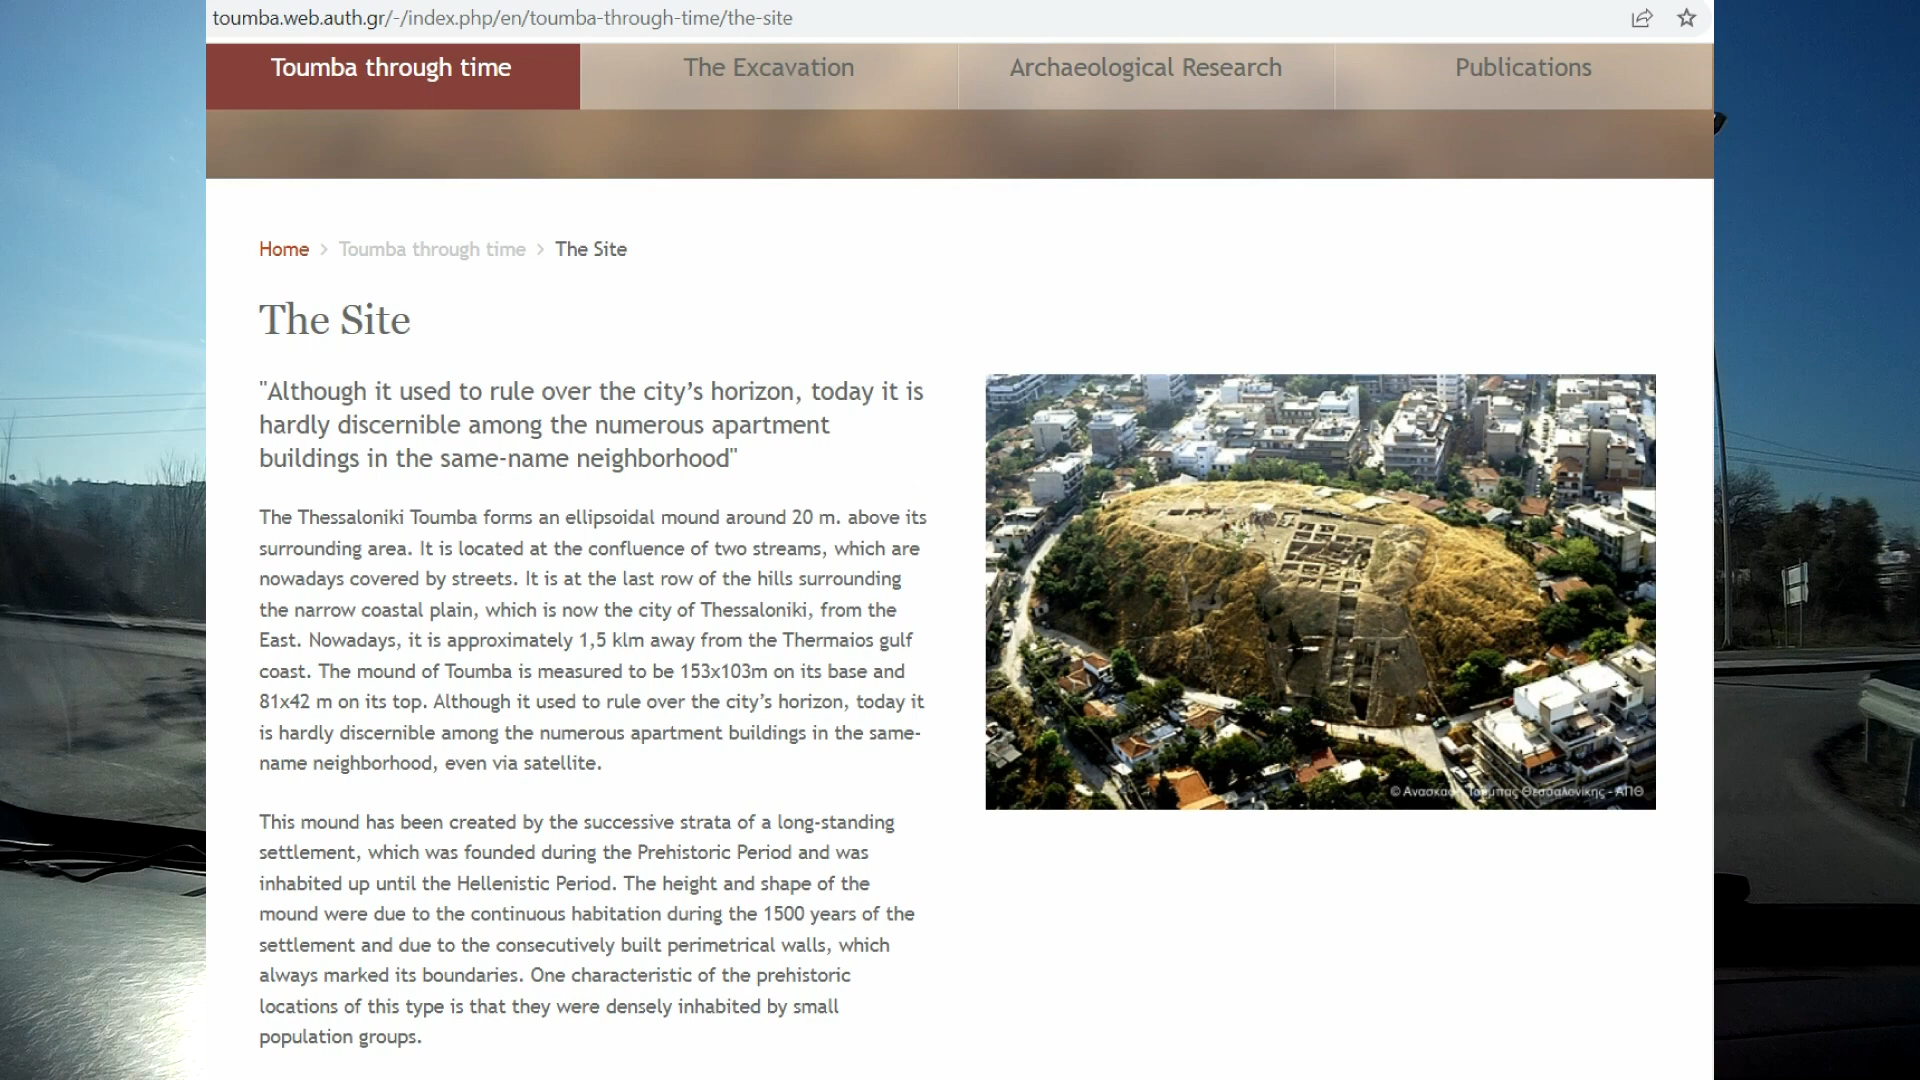 toumba.web.auth.gr/-/index.php/en/toumba-through-time/the-site
Toumba through time
The Excavation
Archaeological Research
Publications
Home > Toumba through time > The Site
The Site
"Although it used to rule over the city’s horizon, today it is
hardly discernible among the numerous apartment
buildings in the same-name neighborhood"
The Thessaloniki Toumba forms an ellipsoidal mound around 20 m. above its
surrounding area. It is located at the confluence of two streams, which are
nowadays covered by streets. It is at the last row of the hills surrounding
the narrow coastal plain, which is now the city of Thessaloniki, from the
East. Nowadays, it is approximately 1,5 klm away from the Thermaios gulf
coast. The mound of Toumba is measured to be 153x103m on its base and
81x42 m on its top. Although it used to rule over the city’s horizon, today it
is hardly discernible among the numerous apartment buildings in the same-
name neighborhood, even via satellite.
This mound has been created by the successive strata of a long-standing
settlement, which was founded during the Prehistoric Period and was
inhabited up until the Hellenistic Period. The height and shape of the
mound were due to the continuous habitation during the 1500 years of the
settlement and due to the consecutively built perimetrical walls, which
always marked its boundaries. One characteristic of the prehistoric
locations of this type is that they were densely inhabited by small
population groups.
© Θεσσαλονίκης - ΑΠΘ